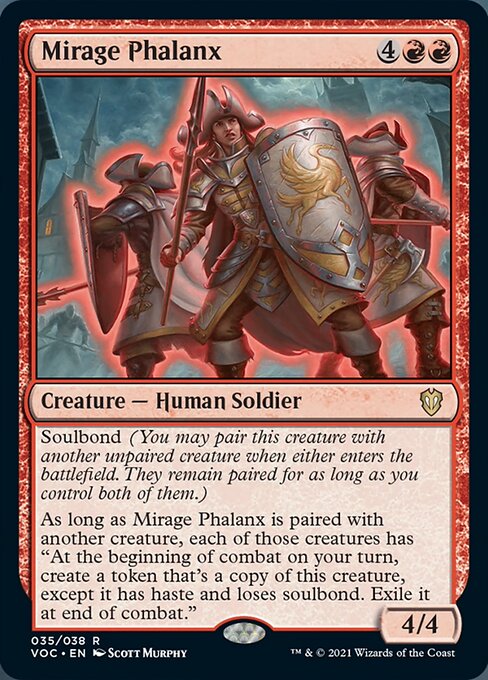 Mirage Phalanx 4
Creature — Human Soldier
Soulbond (You may pair this creature with
another unpaired creature when either enters the
battlefield. They remain paired for as long as you
control both of them.)
As long as Mirage Phalanx is paired with
another creature, each of those creatures has
“At the beginning of combat on your turn,
create a token that’s a copy of this creature,
except it has haste and loses soulbond. Exile it
at end of combat.”
4/4
035/038 R
VOC • EN Scott Murphy
™ & © 2021 Wizards of the Coast